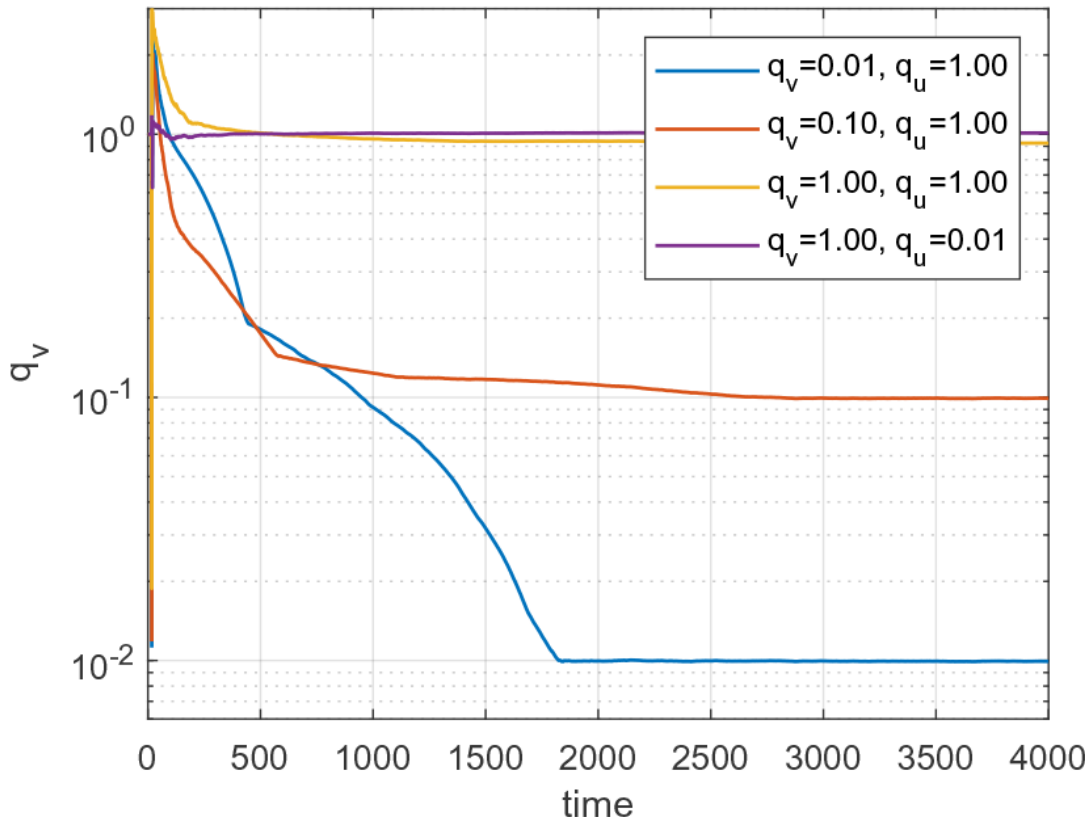 q_v=0.01, q_u=1.00
q_v=0.10, q_u=1.00
q_v=1.00, q_u=1.00
q_v=1.00, q_u=0.01
10^0
10^-1
10^-2
q_v
0 500 1000 1500 2000 2500 3000 3500 4000
time